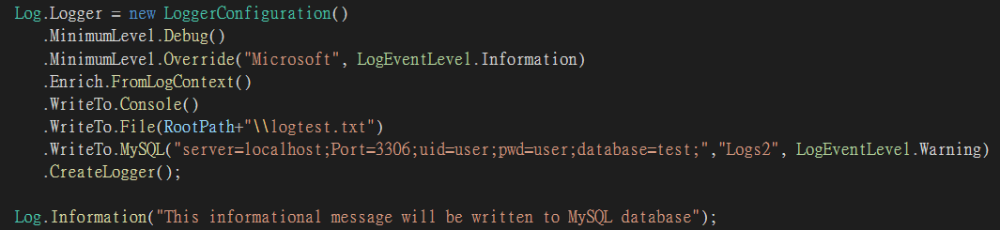 Log.Logger = new LoggerConfiguration()
.MinimumLevel.Debug()
.MinimumLevel.Override("Microsoft", LogEventLevel.Information)
.Enrich.FromLogContext()
.WriteTo.Console()
.WriteTo.File(RootPath+"\\logtest.txt")
.WriteTo.MySQL("server=localhost;Port=3306;uid=user;pwd=user;database=test;","Logs2", LogEventLevel.Warning)
.CreateLogger();
Log.Information("This informational message will be written to MySQL database");